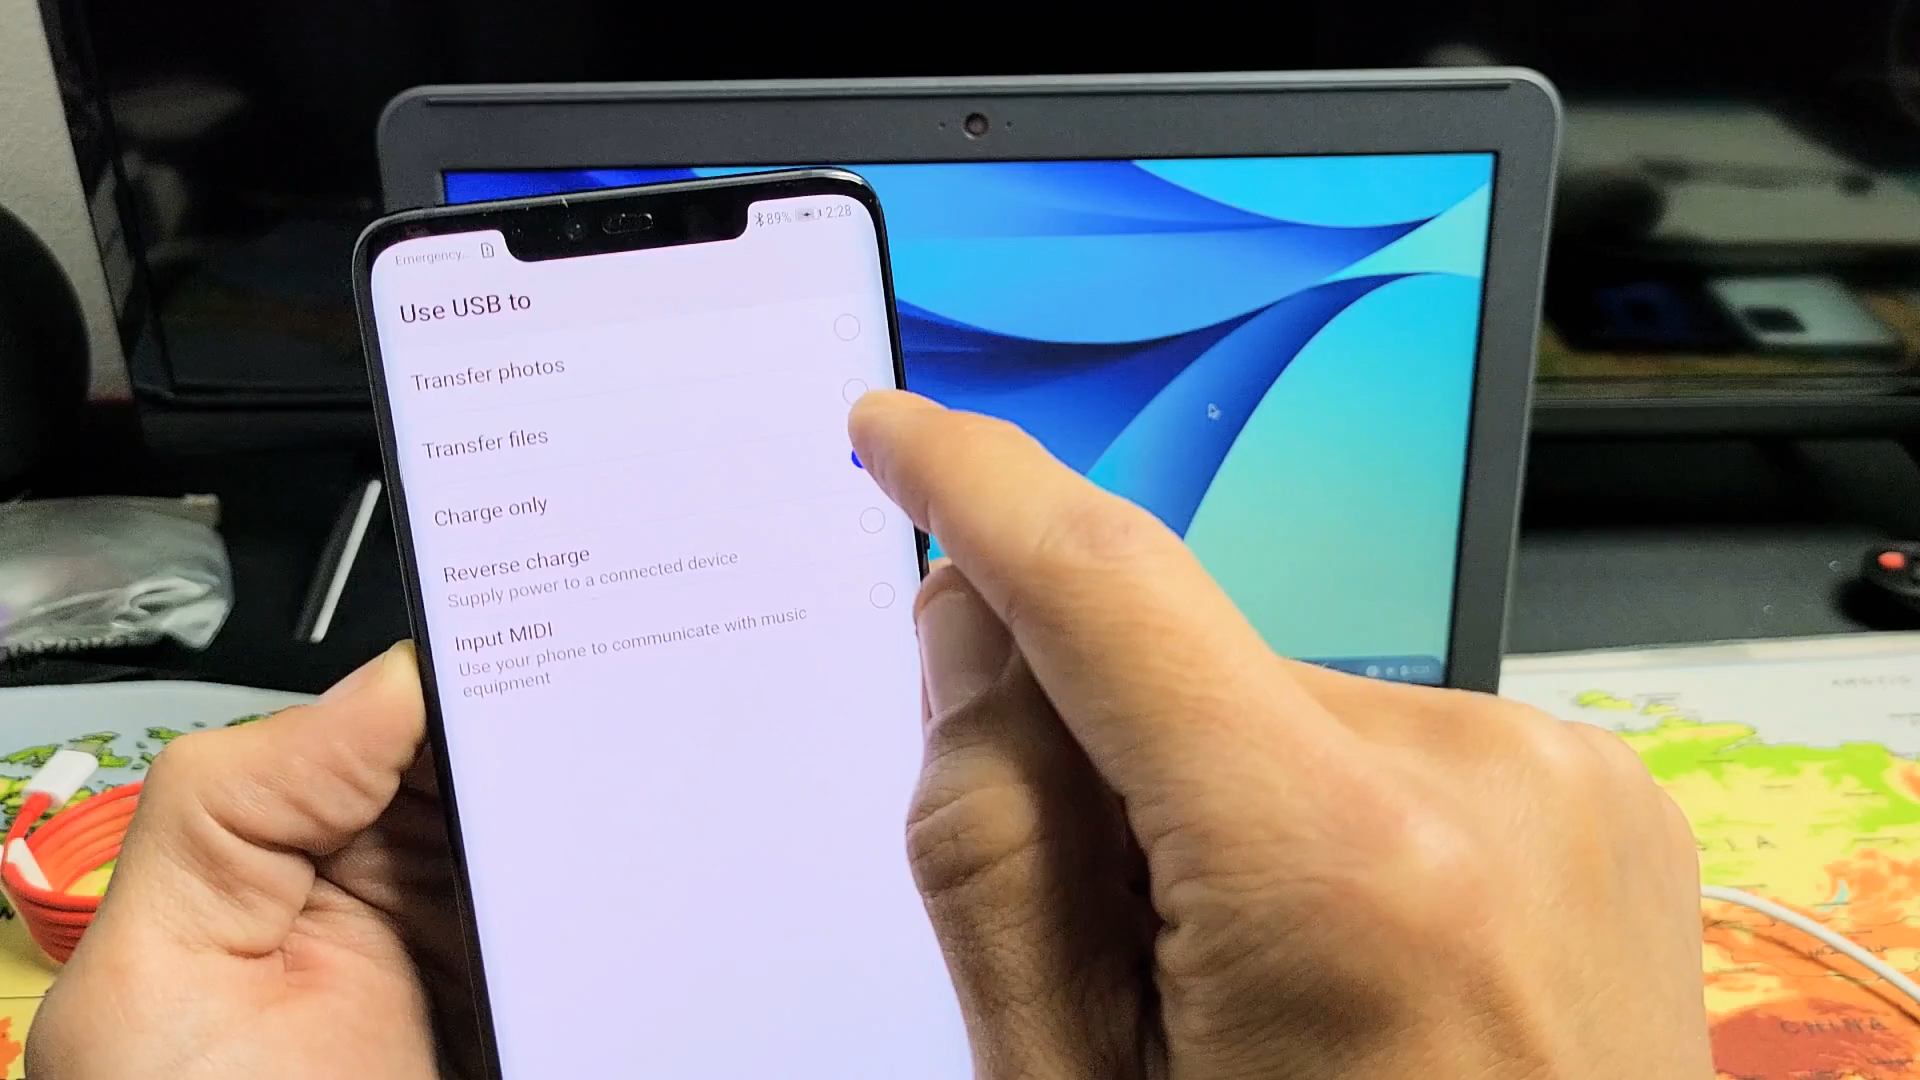 Emergency...
89% 2:28
Use USB to
Transfer photos
Transfer files
Charge only
Reverse charge
Supply power to a connected device
Input MIDI
Use your phone to communicate with music
equipment
CHINA